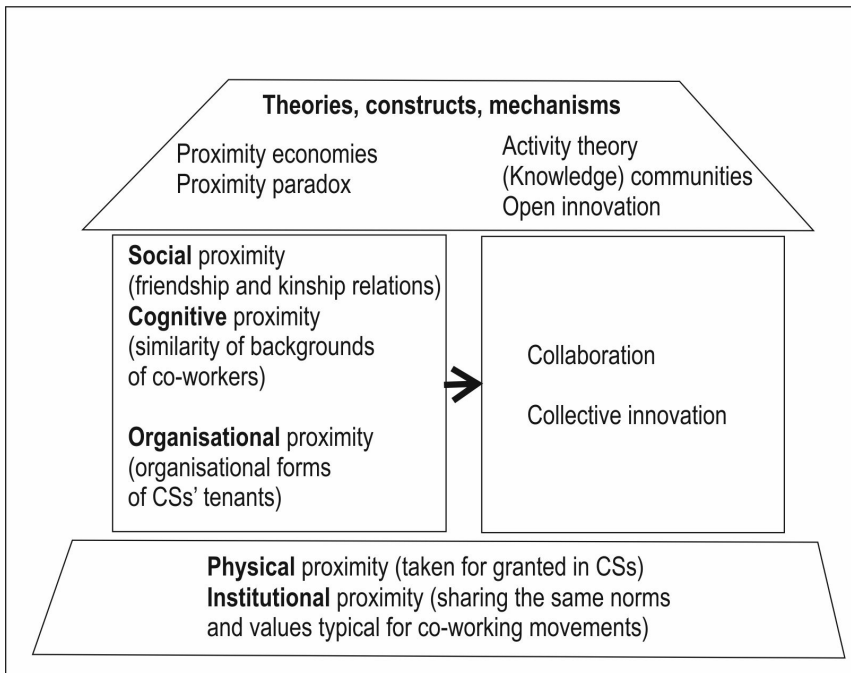 Theories, constructs, mechanisms
Proximity economies
Proximity paradox
Activity theory
(Knowledge) communities
Open innovation
Social proximity
(friendship and kinship relations)
Cognitive proximity
(similarity of backgrounds
of co-workers)
Organisational proximity
(organisational forms
of CSs’ tenants)
Collaboration
Collective innovation
Physical proximity (taken for granted in CSs)
Institutional proximity (sharing the same norms
and values typical for co-working movements)